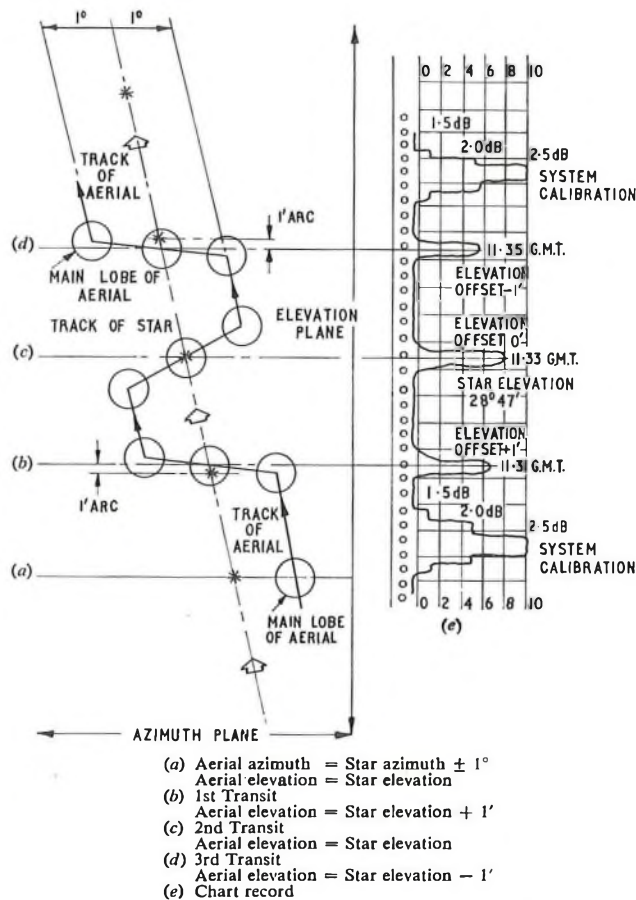 1° 1°
0 2 4 6 8 10
1·5dB
2·0dB
2·5dB
SYSTEM
CALIBRATION
TRACK
OF
AERIAL
1' ARC
(d)
11·35 G.M.T.
MAIN LOBE OF
AERIAL
ELEVATION
OFFSET-1'
TRACK OF STAR
ELEVATION
PLANE
ELEVATION
OFFSET 0'
(c)
11·33 G.M.T.
STAR ELEVATION
28° 47'
ELEVATION
OFFSET+1'
(b)
11·31 G.M.T.
1'ARC
1·5dB
2·0dB
2·5dB
TRACK
OF
AERIAL
SYSTEM
CALIBRATION
(a)
0 2 4 6 8 10
MAIN LOBE
OF AERIAL
(e)
AZIMUTH PLANE
(a) Aerial azimuth = Star azimuth ± 1°
Aerial elevation = Star elevation
(b) 1st Transit
Aerial elevation = Star elevation + 1′
(c) 2nd Transit
Aerial elevation = Star elevation
(d) 3rd Transit
Aerial elevation = Star elevation − 1′
(e) Chart record